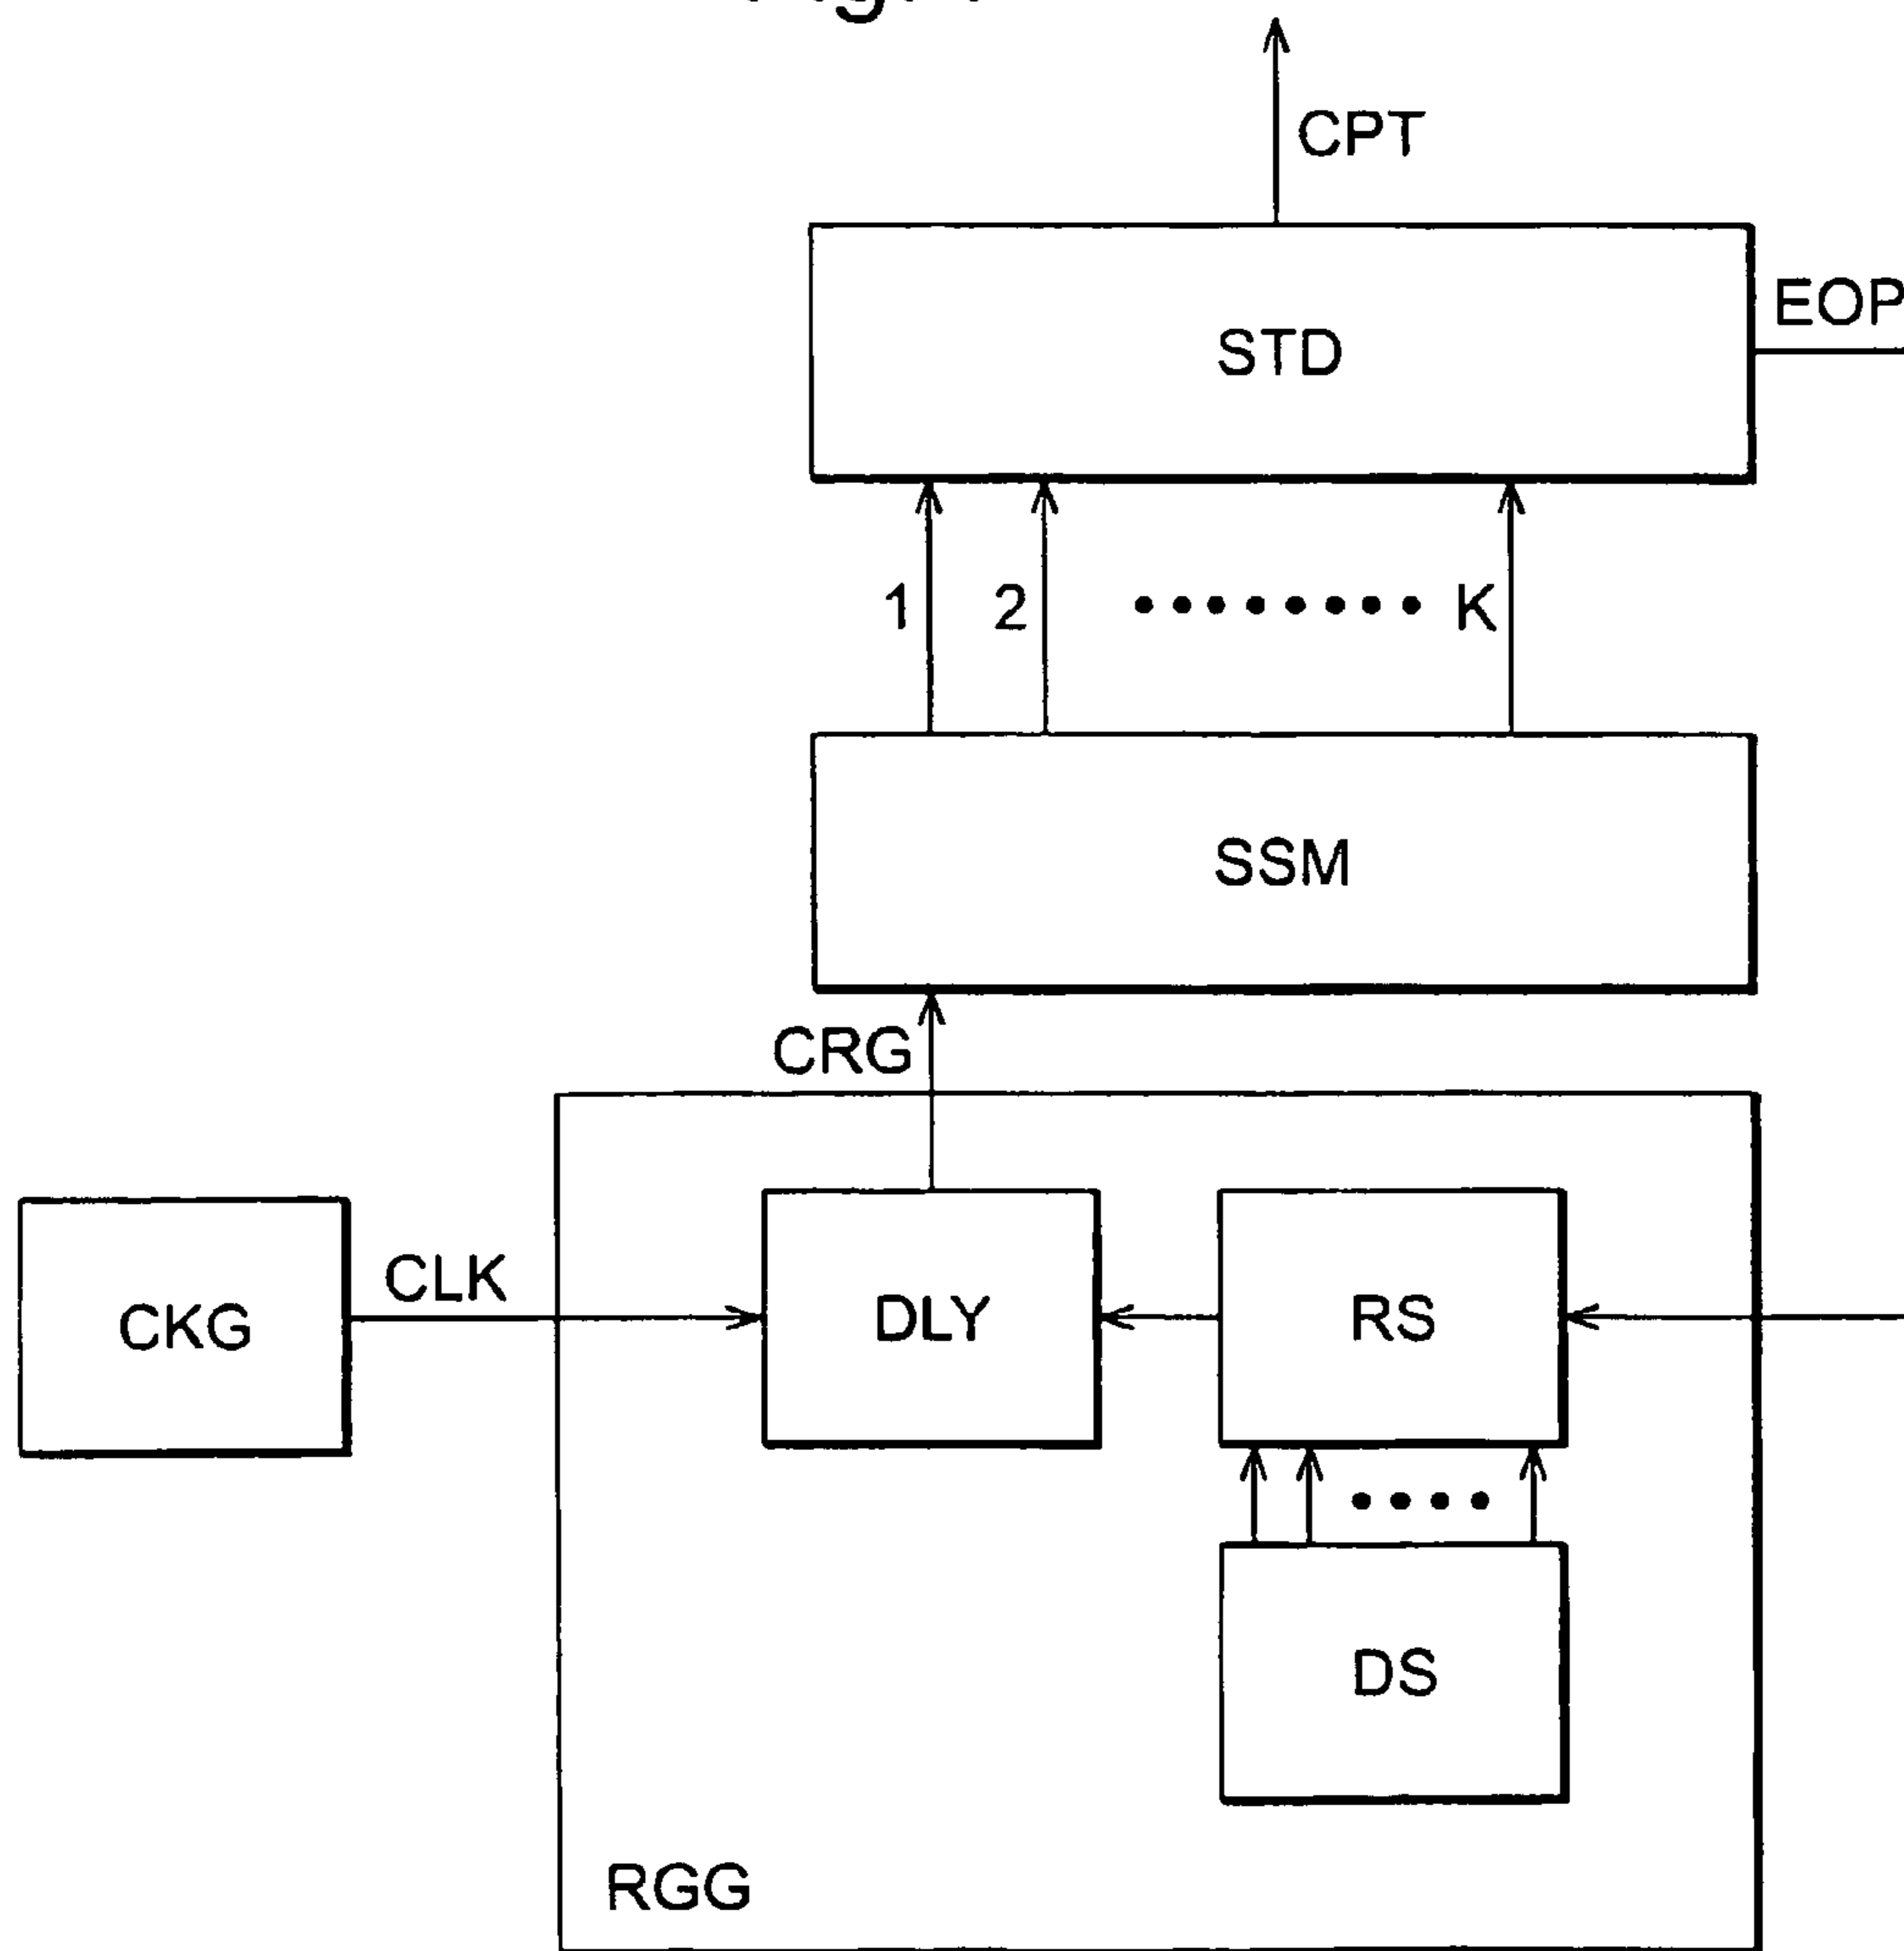 CPT
EOP
STD
1 2 ........ K
SSM
CRG
CLK
CKG
DLY
RS
....
DS
RGG